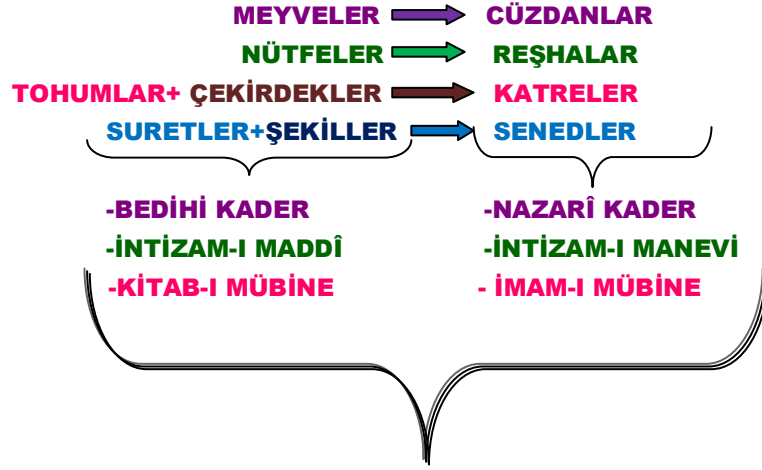 MEYVELER CÜZDANLAR
NÜTFELER REŞHALAR
TOHUMLAR+ ÇEKİRDEKLER KATRELER
SURETLER+ŞEKİLLER SENEDLER
-BEDİHİ KADER -NAZARÎ KADER
-İNTİZAM-I MADDÎ -İNTİZAM-I MANEVİ
-KİTAB-I MÜBİNE - İMAM-I MÜBİNE